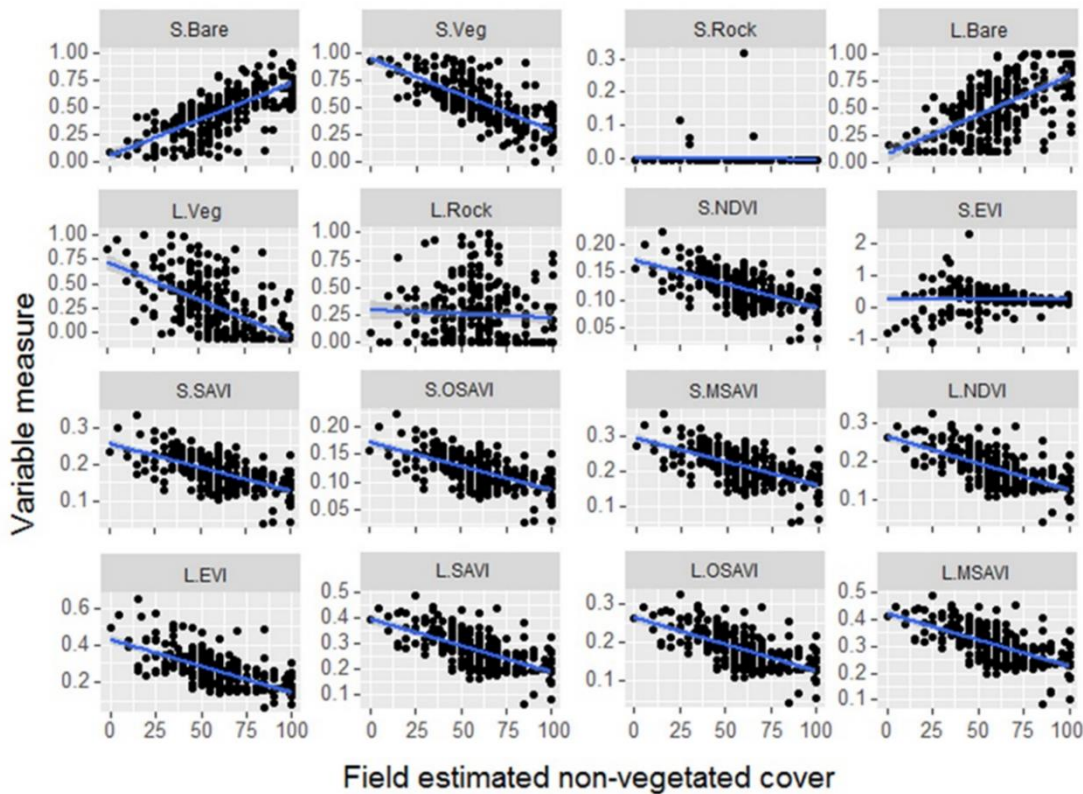 S.Bare S.Veg S.Rock L.Bare
1.00 1.00 0.3 1.00
0.75 0.75 0.2 0.75
0.50 0.50 0.1 0.50
0.25 0.25 0.25
0.00 0.00 0.0 0.00
L.Veg L.Rock S.NDVI S.EVI
1.00 1.00 0.20 2
0.75 0.75 0.15 1
0.50 0.50 0.10 0
0.25 0.25 0.05 -1
0.00 0.00
S.SAVI S.OSAVI S.MSAVI L.NDVI
0.3 0.20 0.3 0.3
0.2 0.15 0.2 0.2
0.1 0.10 0.1 0.1
0.05
L.EVI L.SAVI L.OSAVI L.MSAVI
0.6 0.5 0.3 0.5
0.4 0.4 0.2 0.4
0.2 0.3 0.1 0.3
0.2 0.2
0.1 0.1
0 25 50 75 100 0 25 50 75 100 0 25 50 75 100 0 25 50 75 100
Variable measure
Field estimated non-vegetated cover